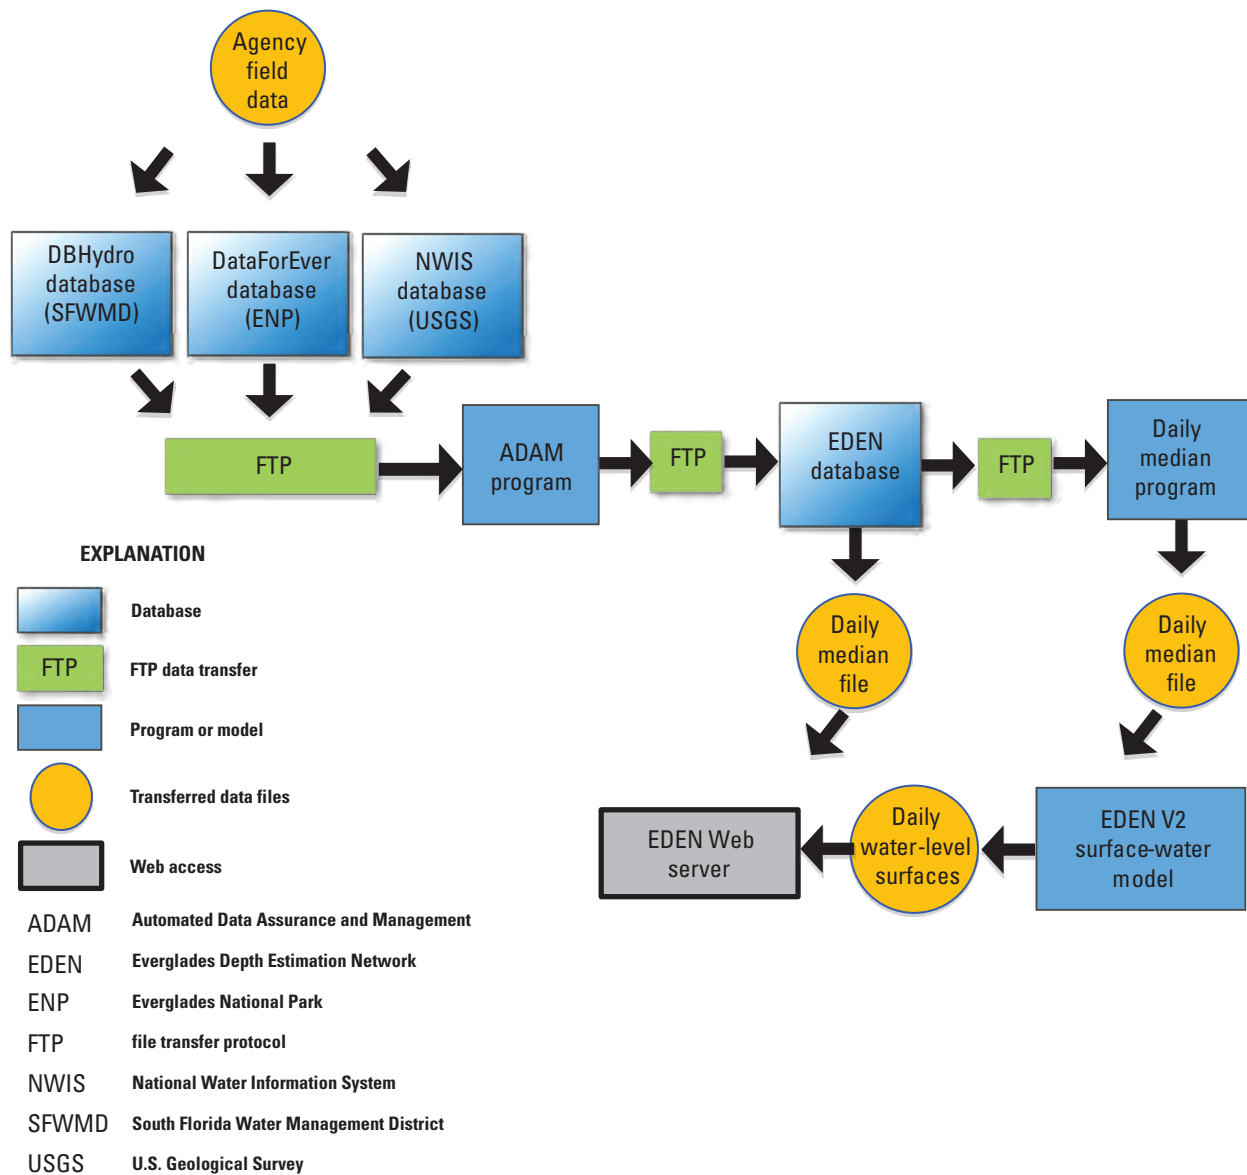 Agency
field
data
DBHydro
database
(SFWMD)
DataForEver
database
(ENP)
NWIS
database
(USGS)
FTP
ADAM
program
FTP
EDEN
database
FTP
Daily
median
program
Daily
median
file
Daily
median
file
EDEN Web
server
Daily
water-level
surfaces
EDEN V2
surface-water
model
EXPLANATION
Database
FTP FTP data transfer
Program or model
Transferred data files
Web access
ADAM Automated Data Assurance and Management
EDEN Everglades Depth Estimation Network
ENP Everglades National Park
FTP file transfer protocol
NWIS National Water Information System
SFWMD South Florida Water Management District
USGS U.S. Geological Survey